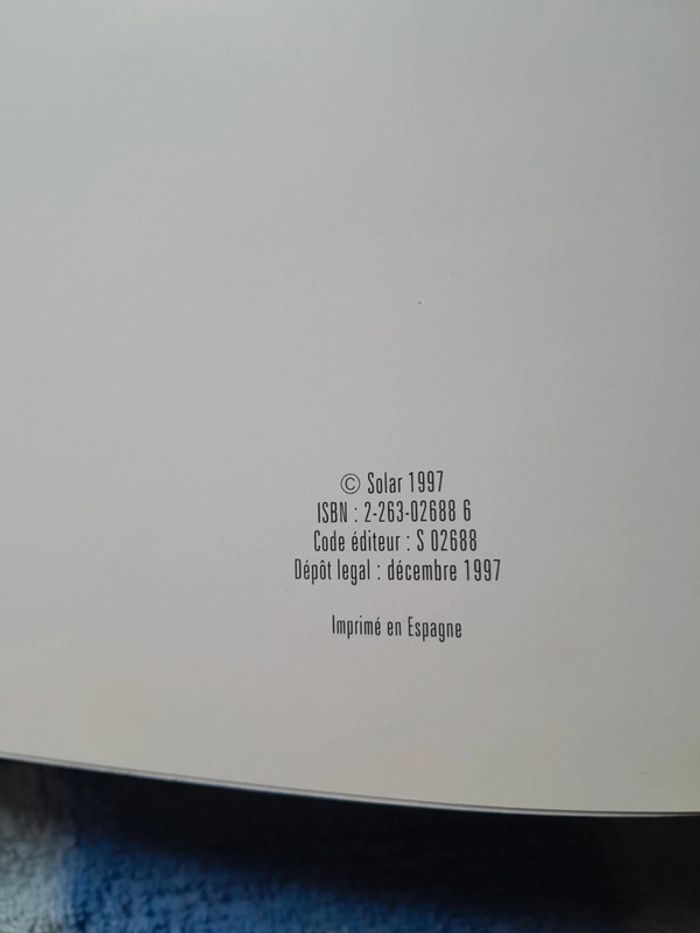 © Solar 1997
ISBN : 2-263-02688 6
Code éditeur : S 02688
Dépôt legal : décembre 1997
Imprimé en Espagne